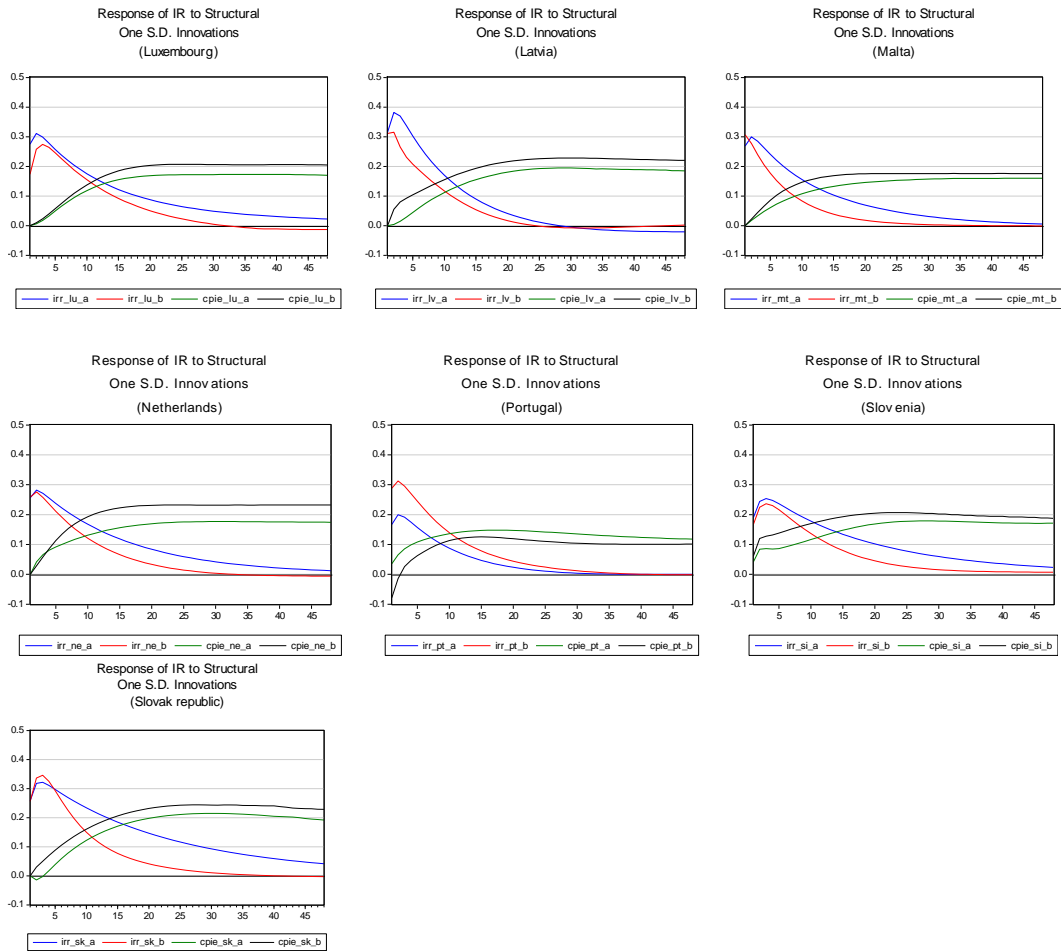 Response of IR to Structural
One S.D. Innovations
(Luxembourg)
0.5
0.4
0.3
0.2
0.1
0.0
-0.1
5 10 15 20 25 30 35 40 45
irr_lu_a irr_lu_b cpie_lu_a cpie_lu_b
Response of IR to Structural
One S.D. Innovations
(Latvia)
0.5
0.4
0.3
0.2
0.1
0.0
-0.1
5 10 15 20 25 30 35 40 45
irr_lv_a irr_lv_b cpie_lv_a cpie_lv_b
Response of IR to Structural
One S.D. Innovations
(Malta)
0.5
0.4
0.3
0.2
0.1
0.0
-0.1
5 10 15 20 25 30 35 40 45
irr_mt_a irr_mt_b cpie_mt_a cpie_mt_b
Response of IR to Structural
One S.D. Innovations
(Netherlands)
0.5
0.4
0.3
0.2
0.1
0.0
-0.1
5 10 15 20 25 30 35 40 45
irr_ne_a irr_ne_b cpie_ne_a cpie_ne_b
Response of IR to Structural
One S.D. Innovations
(Portugal)
0.5
0.4
0.3
0.2
0.1
0.0
-0.1
5 10 15 20 25 30 35 40 45
irr_pt_a irr_pt_b cpie_pt_a cpie_pt_b
Response of IR to Structural
One S.D. Innovations
(Slovenia)
0.5
0.4
0.3
0.2
0.1
0.0
-0.1
5 10 15 20 25 30 35 40 45
irr_si_a irr_si_b cpie_si_a cpie_si_b
Response of IR to Structural
One S.D. Innovations
(Slovak republic)
0.5
0.4
0.3
0.2
0.1
0.0
-0.1
5 10 15 20 25 30 35 40 45
irr_sk_a irr_sk_b cpie_sk_a cpie_sk_b